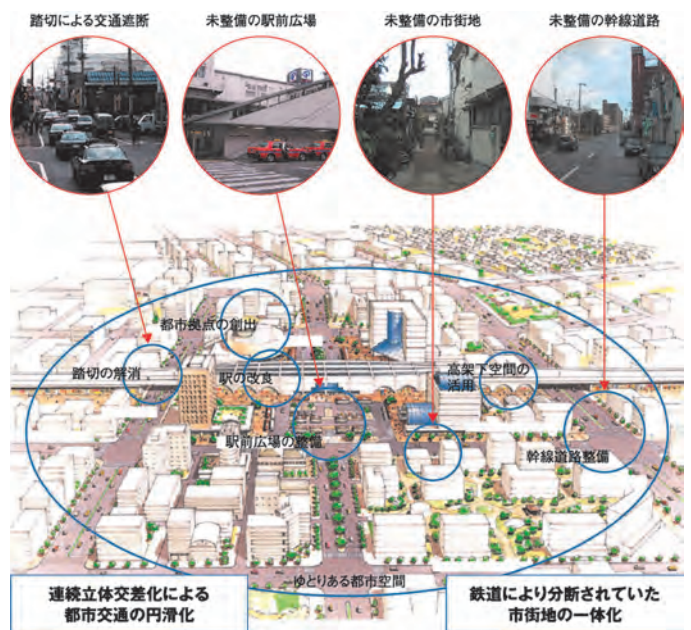 踏切による交通遮断
未整備の駅前広場
未整備の市街地
未整備の幹線道路
都市拠点の創出
踏切の解消
駅の改良
高架下空間の
活用
駅前広場の整備
幹線道路整備
ゆとりある都市空間
連続立体交差化による
都市交通の円滑化
鉄道により分断されていた
市街地の一体化